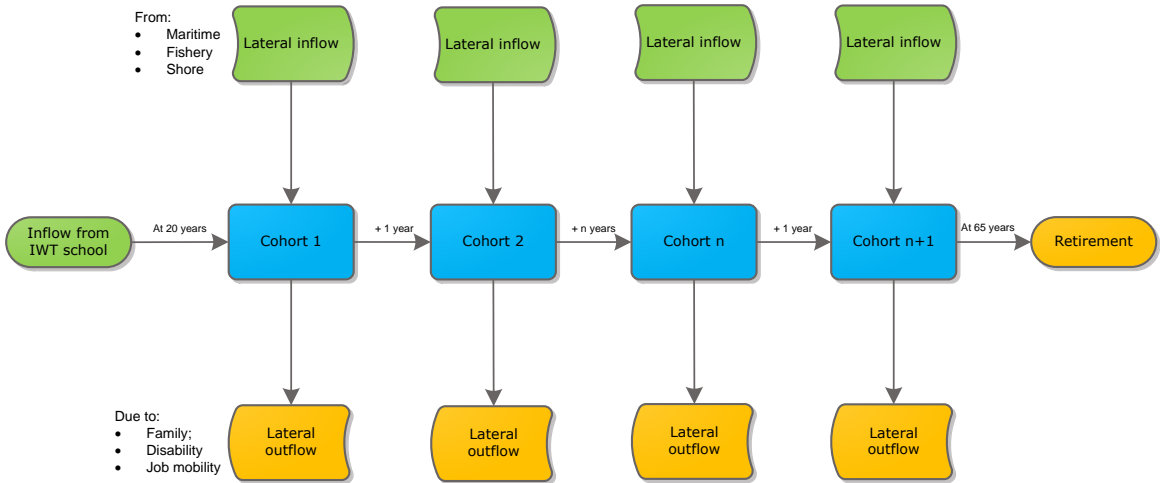 From:
• Maritime
• Fishery
• Shore
Lateral inflow
Lateral inflow
Lateral inflow
Lateral inflow
Inflow from
IWT school
At 20 years
Cohort 1
+ 1 year
Cohort 2
+ n years
Cohort n
+ 1 year
Cohort n+1
At 65 years
Retirement
Due to:
• Family;
• Disability
• Job mobility
Lateral
outflow
Lateral
outflow
Lateral
outflow
Lateral
outflow